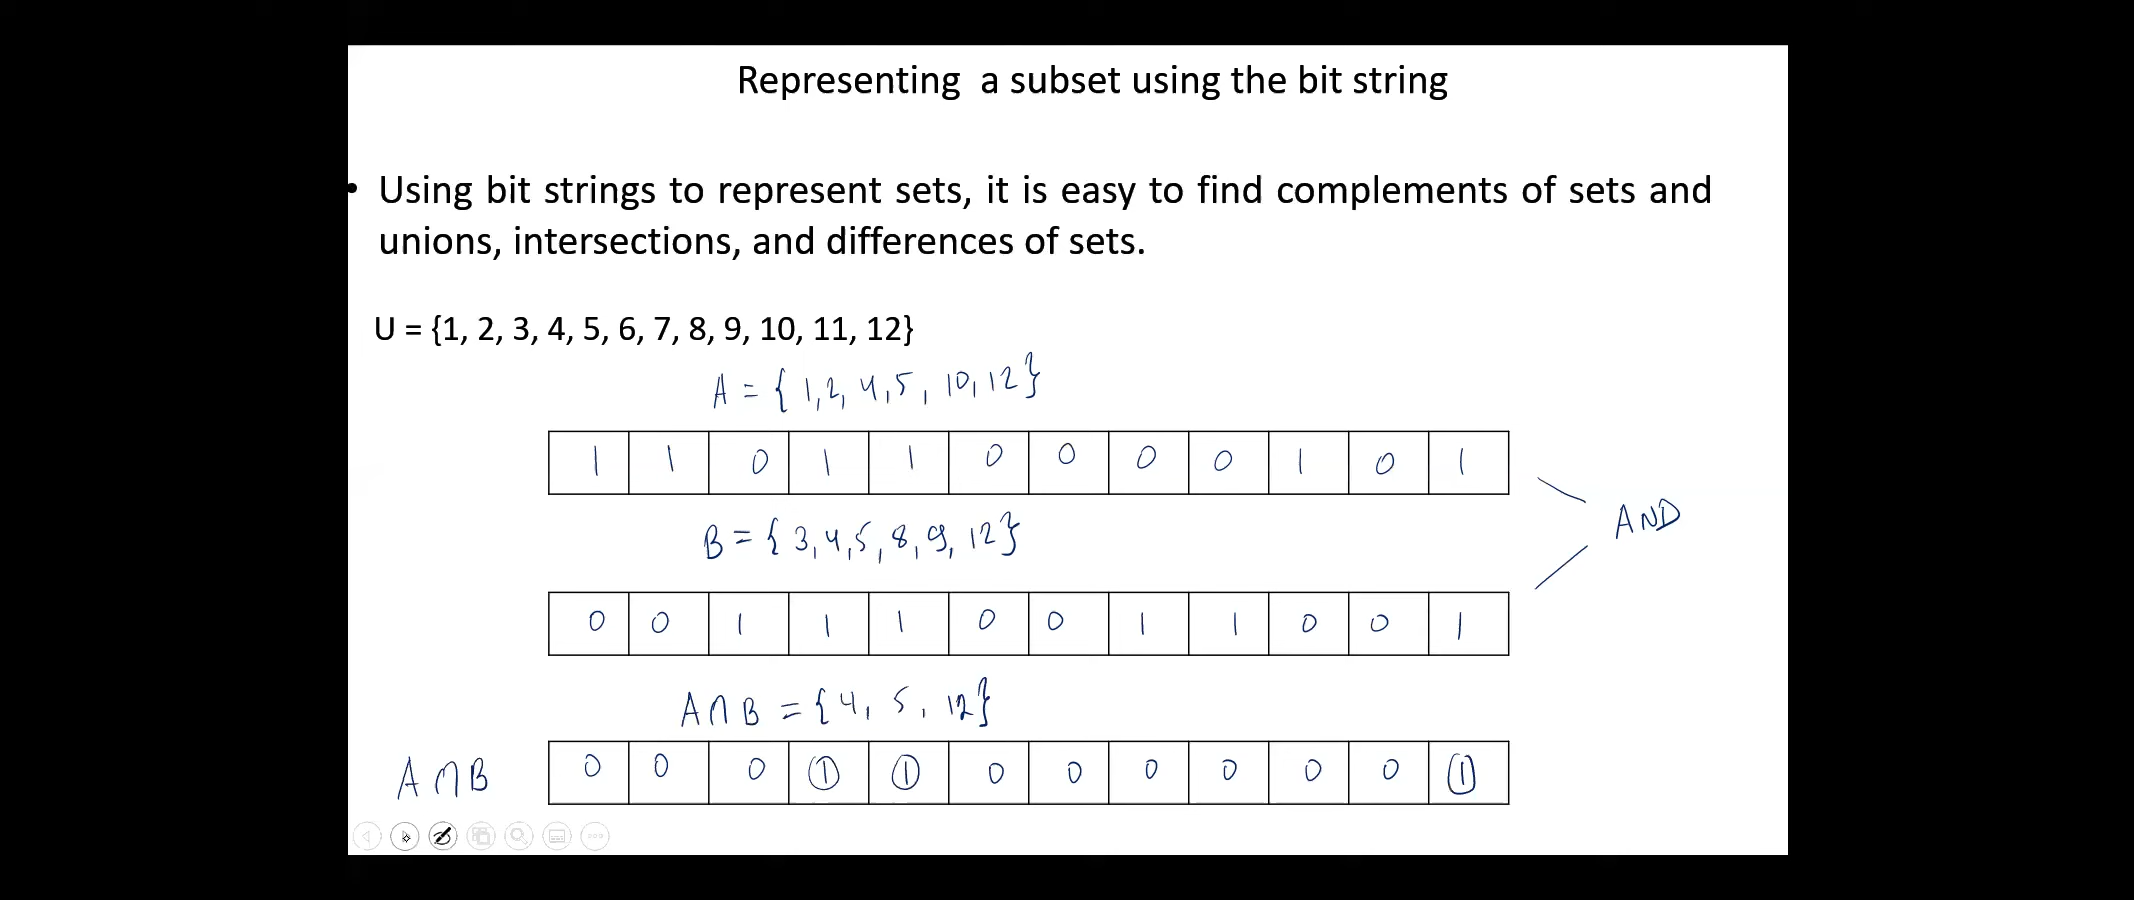 Representing a subset using the bit string
• Using bit strings to represent sets, it is easy to find complements of sets and
unions, intersections, and differences of sets.
U = {1, 2, 3, 4, 5, 6, 7, 8, 9, 10, 11, 12}
A = { 1, 2, 4, 5, 10, 12 }
1 1 0 1 1 0 0 0 0 1 0 1
AND
B = { 3, 4, 5, 8, 9, 12 }
0 0 1 1 1 0 0 1 1 0 0 1
A ∩ B = { 4, 5, 12 }
A ∩ B 0 0 0 1 1 0 0 0 0 0 0 1